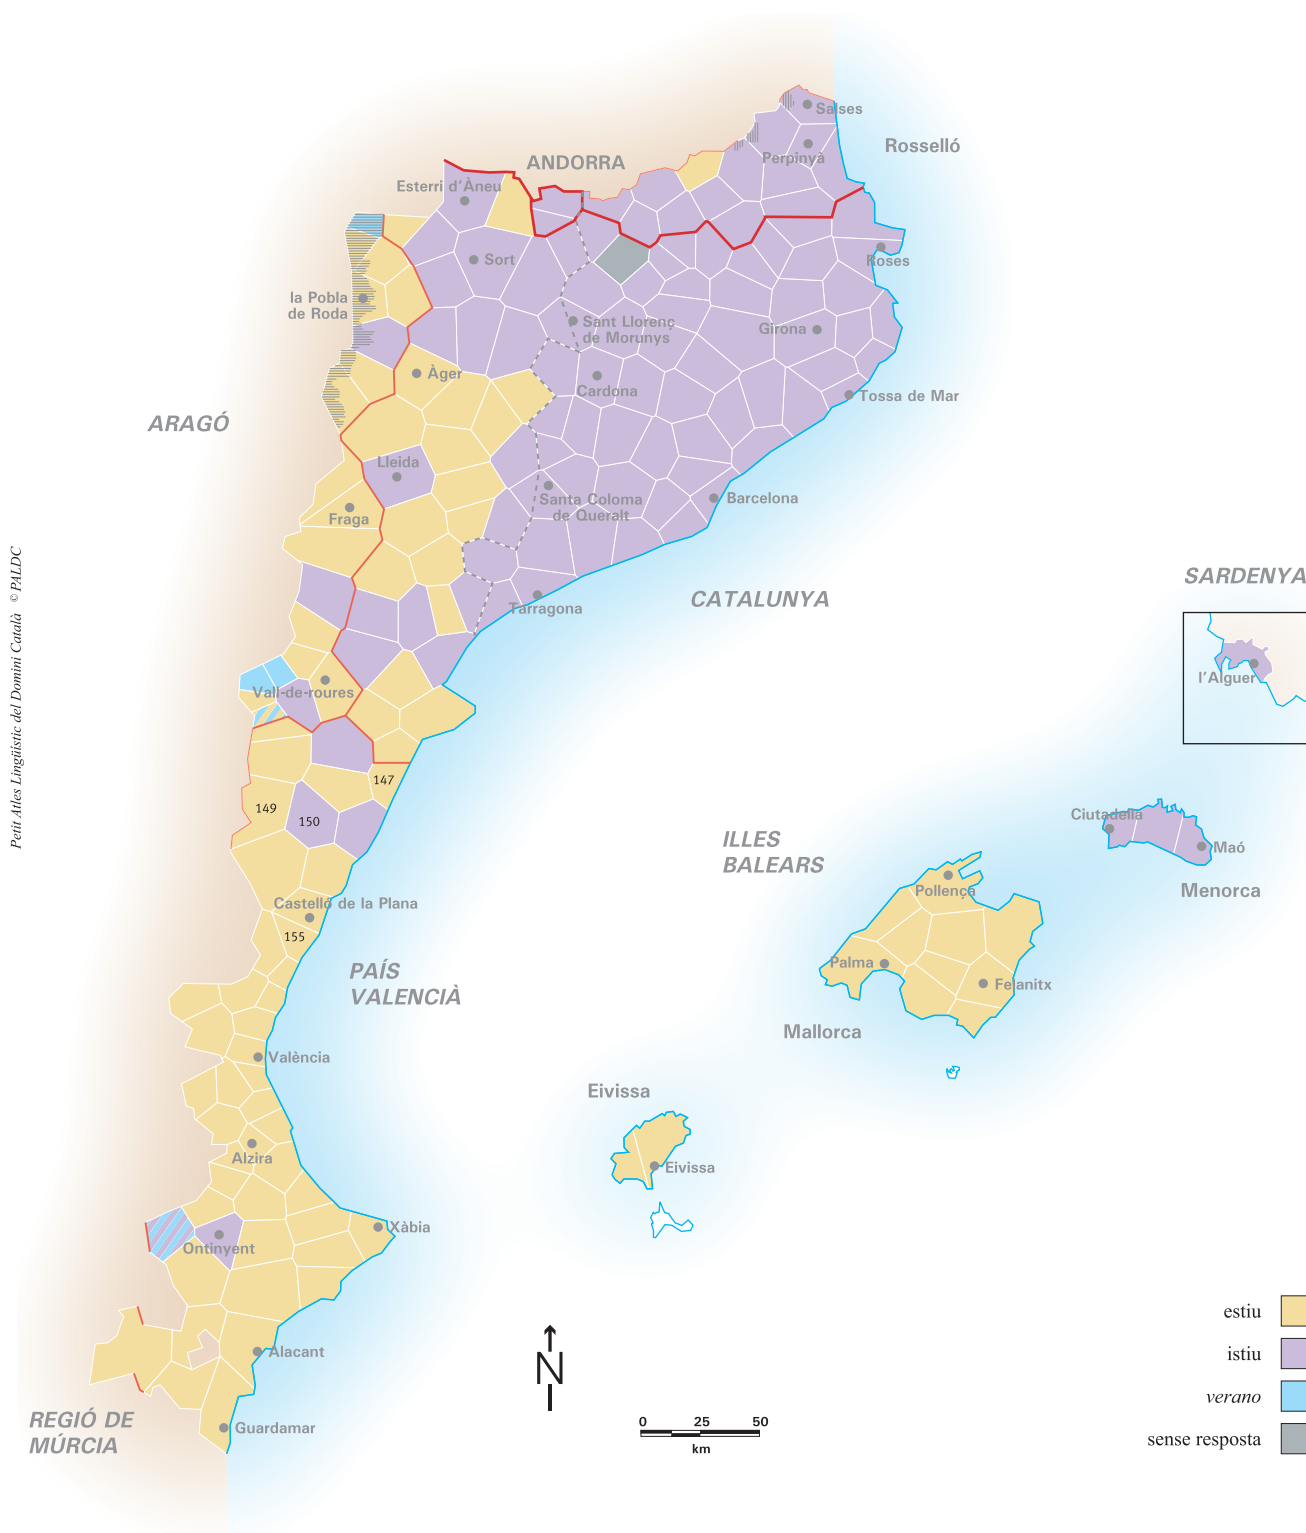 Salses
Rosselló
Perpinyà
ANDORRA
Esterri d'Àneu
Sort
Roses
la Pobla
de Roda
Sant Llorenç
de Morunys
Girona
Àger
Cardona
Tossa de Mar
ARAGÓ
Lleida
Santa Coloma
de Queralt
Barcelona
Fraga
Petit Atles Lingüístic del Domini Català © PALDC
SARDENYA
CATALUNYA
Tarragona
l'Alguer
Vall-de-roures
147
149
150
Ciutadella
Maó
ILLES
BALEARS
Menorca
Pollença
Castelló de la Plana
155
Palma
PAÍS
VALENCIÀ
Felanitx
Mallorca
València
Eivissa
Alzira
Eivissa
Xàbia
Ontinyent
estiu
istiu
Alacant
N
verano
REGIÓ DE
MÚRCIA
Guardamar
0 25 50
km
sense resposta